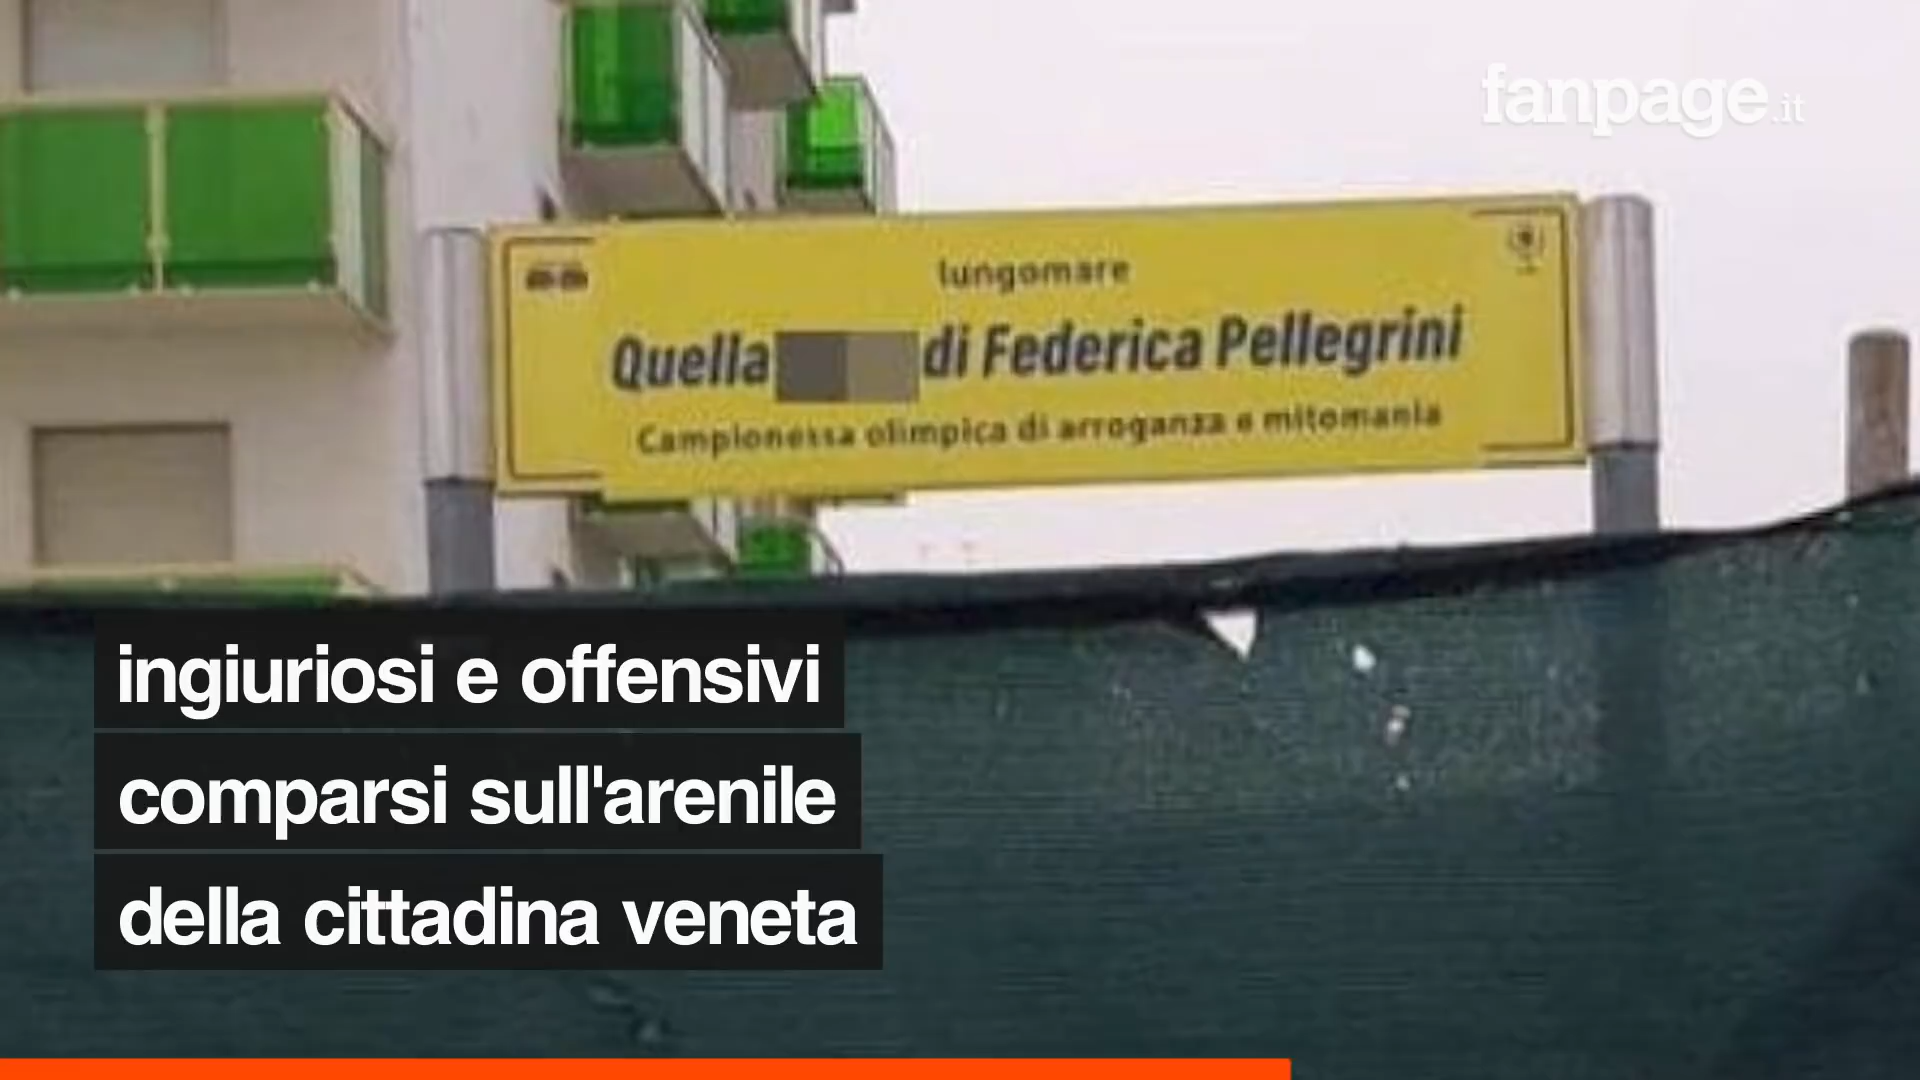 fanpage.it
lungomare
Quella di Federica Pellegrini
Campionessa olimpica di arroganza e mitomania
ingiuriosi e offensivi
comparsi sull'arenile
della cittadina veneta